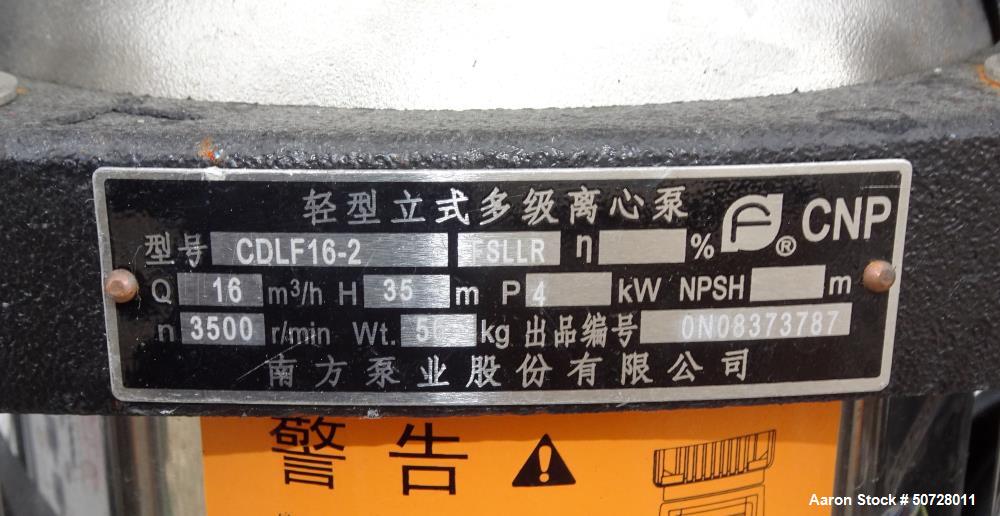 轻型立式多级离心泵
型号 CDLF16-2 FSLLR η % ® CNP
Q 16 m³/h H 35 m P 4 kW NPSH m
n 3500 r/min Wt. kg 出品编号 0N08373787
南方泵业股份有限公司
警告
Aaron Stock# 50728011